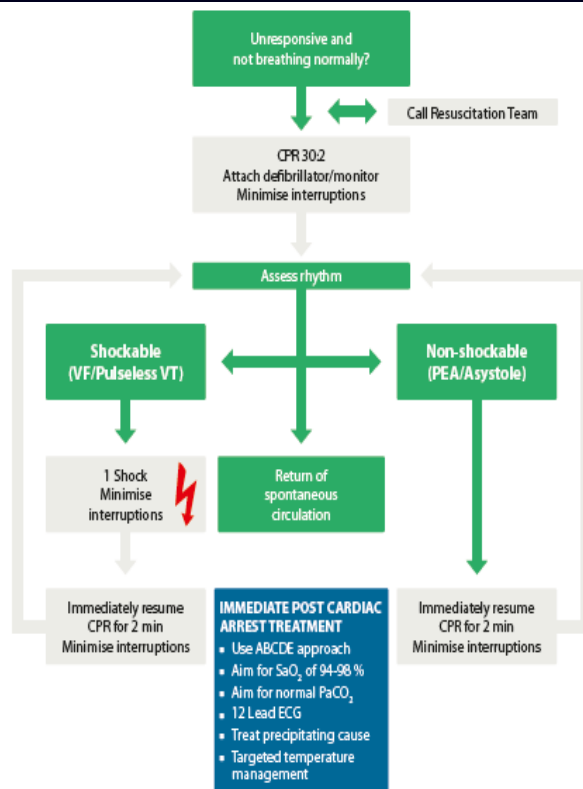 Unresponsive and
not breathing normally?
Call Resuscitation Team
CPR 30:2
Attach defibrillator/monitor
Minimise interruptions
Assess rhythm
Shockable
(VF/Pulseless VT)
Non-shockable
(PEA/Asystole)
1 Shock
Minimise
interruptions
Return of
spontaneous
circulation
Immediately resume
CPR for 2 min
Minimise interruptions
IMMEDIATE POST CARDIAC
ARREST TREATMENT
▪ Use ABCDE approach
▪ Aim for SaO₂ of 94-98 %
▪ Aim for normal PaCO₂
▪ 12 Lead ECG
▪ Treat precipitating cause
▪ Targeted temperature
management
Immediately resume
CPR for 2 min
Minimise interruptions